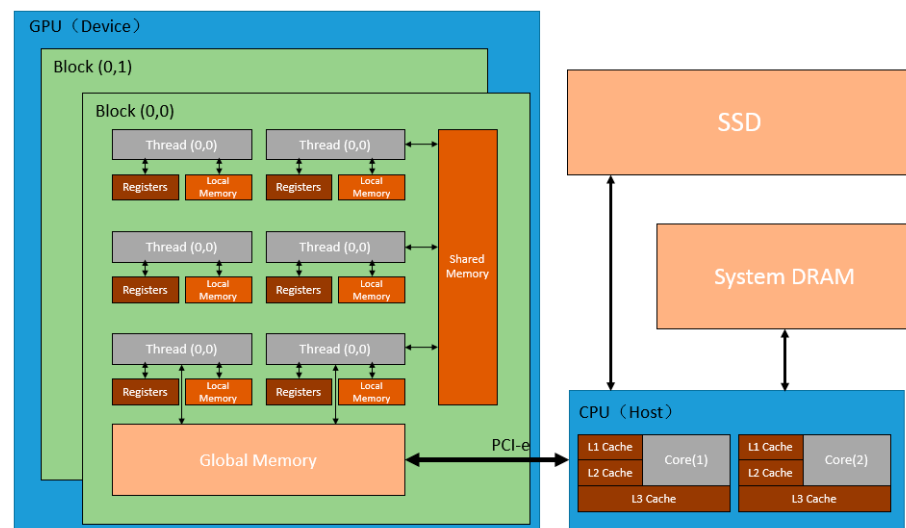 GPU（Device）
Block (0,1)
Block (0,0)
Thread (0,0)
Thread (0,0)
Registers
Local
Memory
Registers
Local
Memory
Thread (0,0)
Thread (0,0)
Registers
Local
Memory
Registers
Local
Memory
Shared
Memory
Thread (0,0)
Thread (0,0)
Registers
Local
Memory
Registers
Local
Memory
Global Memory
PCI-e
SSD
System DRAM
CPU（Host）
L1 Cache
L2 Cache
Core(1)
L3 Cache
L1 Cache
L2 Cache
Core(2)
L3 Cache